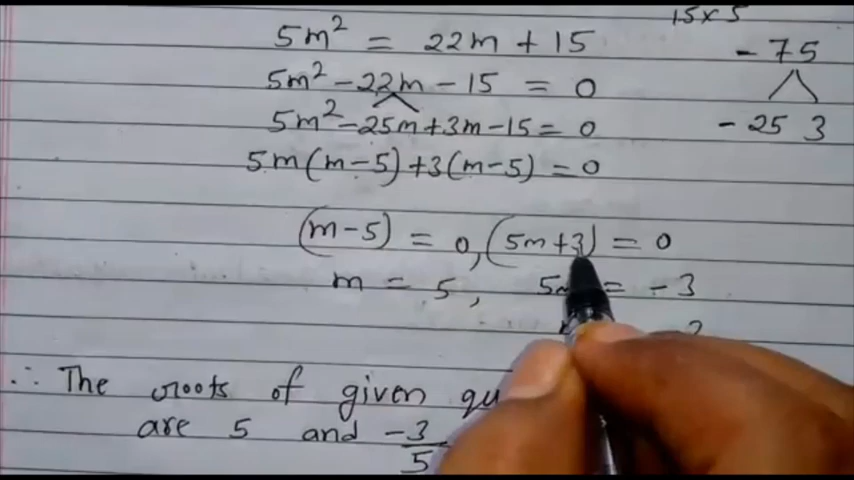 5m² = 22m + 15
5m² - 22m - 15 = 0
5m² - 25m + 3m - 15 = 0
5m(m-5) + 3(m-5) = 0
(m-5) = 0, (5m+3) = 0
m = 5, 5m = -3
∴ The roots of given
are 5 and -3/5
15 x 5
-75
-25 3